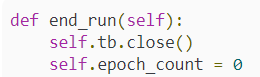 def end_run(self):
    self.tb.close()
    self.epoch_count = 0